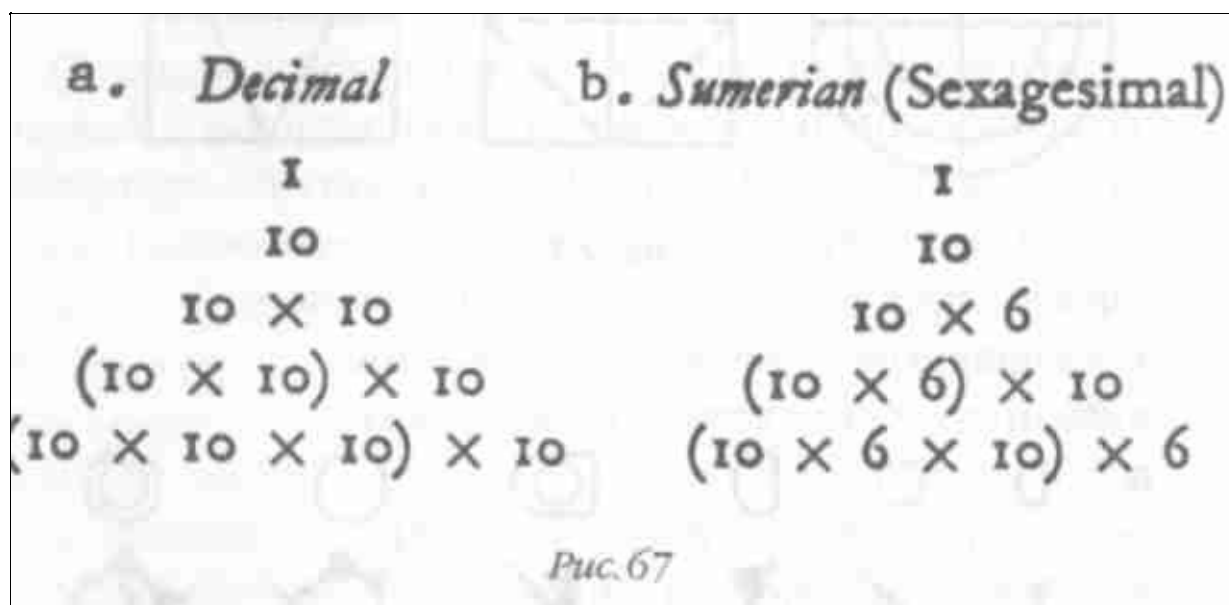 a. Decimal
1
10
10 × 10
(10 × 10) × 10
(10 × 10 × 10) × 10
b. Sumerian (Sexagesimal)
1
10
10 × 6
(10 × 6) × 10
(10 × 6 × 10) × 6
Рис.67